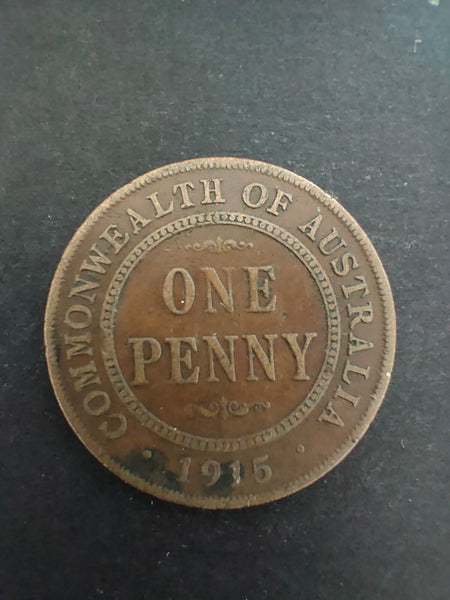 COMMONWEALTH OF AUSTRALIA
ONE
PENNY
1915